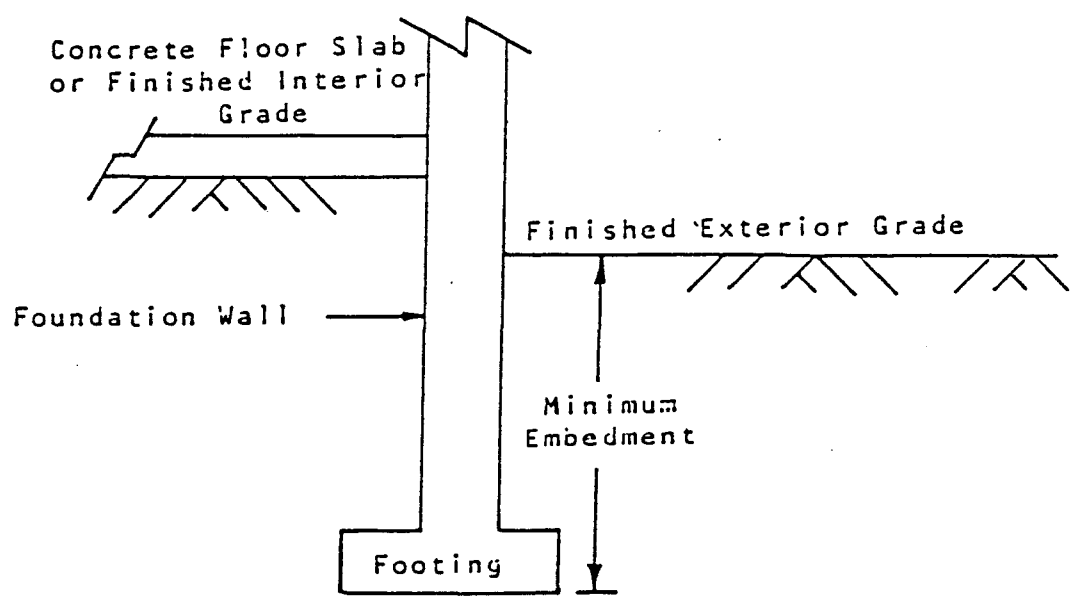 Concrete Floor Slab
or Finished Interior
Grade
Finished Exterior Grade
Foundation Wall
Minimum
Embedment
Footing